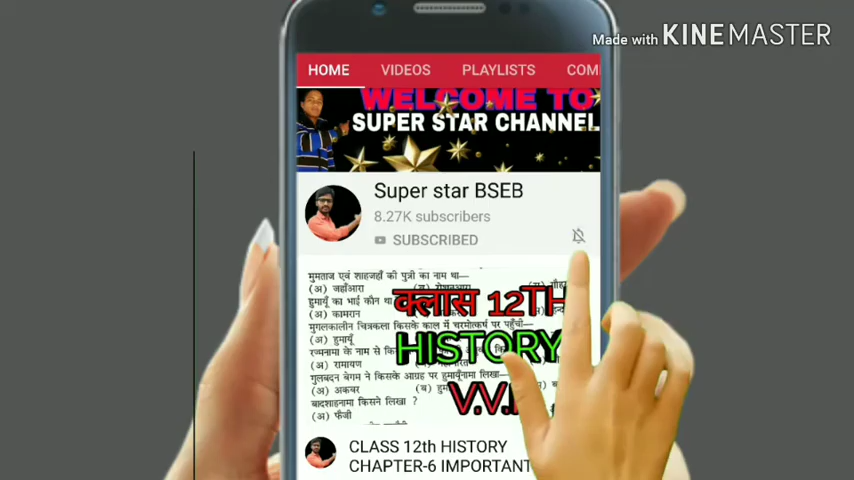 Made with KINEMASTER
HOME VIDEOS PLAYLISTS COM
WELCOME TO
SUPER STAR CHANNEL
Super star BSEB
8.27K subscribers
SUBSCRIBED
मुमताज एवं शाहजहाँ की पुत्री का नाम था—
(अ) जहाँआरा
हुमायूँ का भाई कौन था
(अ) कामरान
मुगलकालीन चित्रकला किसके काल में चरमोत्कर्ष पर पहुँची—
(अ) हुमायूँ
रज्मनामा के नाम से
(अ) रामायण
गुलबदन बेगम ने किसके आग्रह पर हुमायूँनामा लिखा—
(अ) अकबर
बादशाहनामा किसने लिखा ?
(अ) फैजी
क्लास 12TH
HISTORY
CLASS 12th HISTORY
CHAPTER-6 IMPORTANT